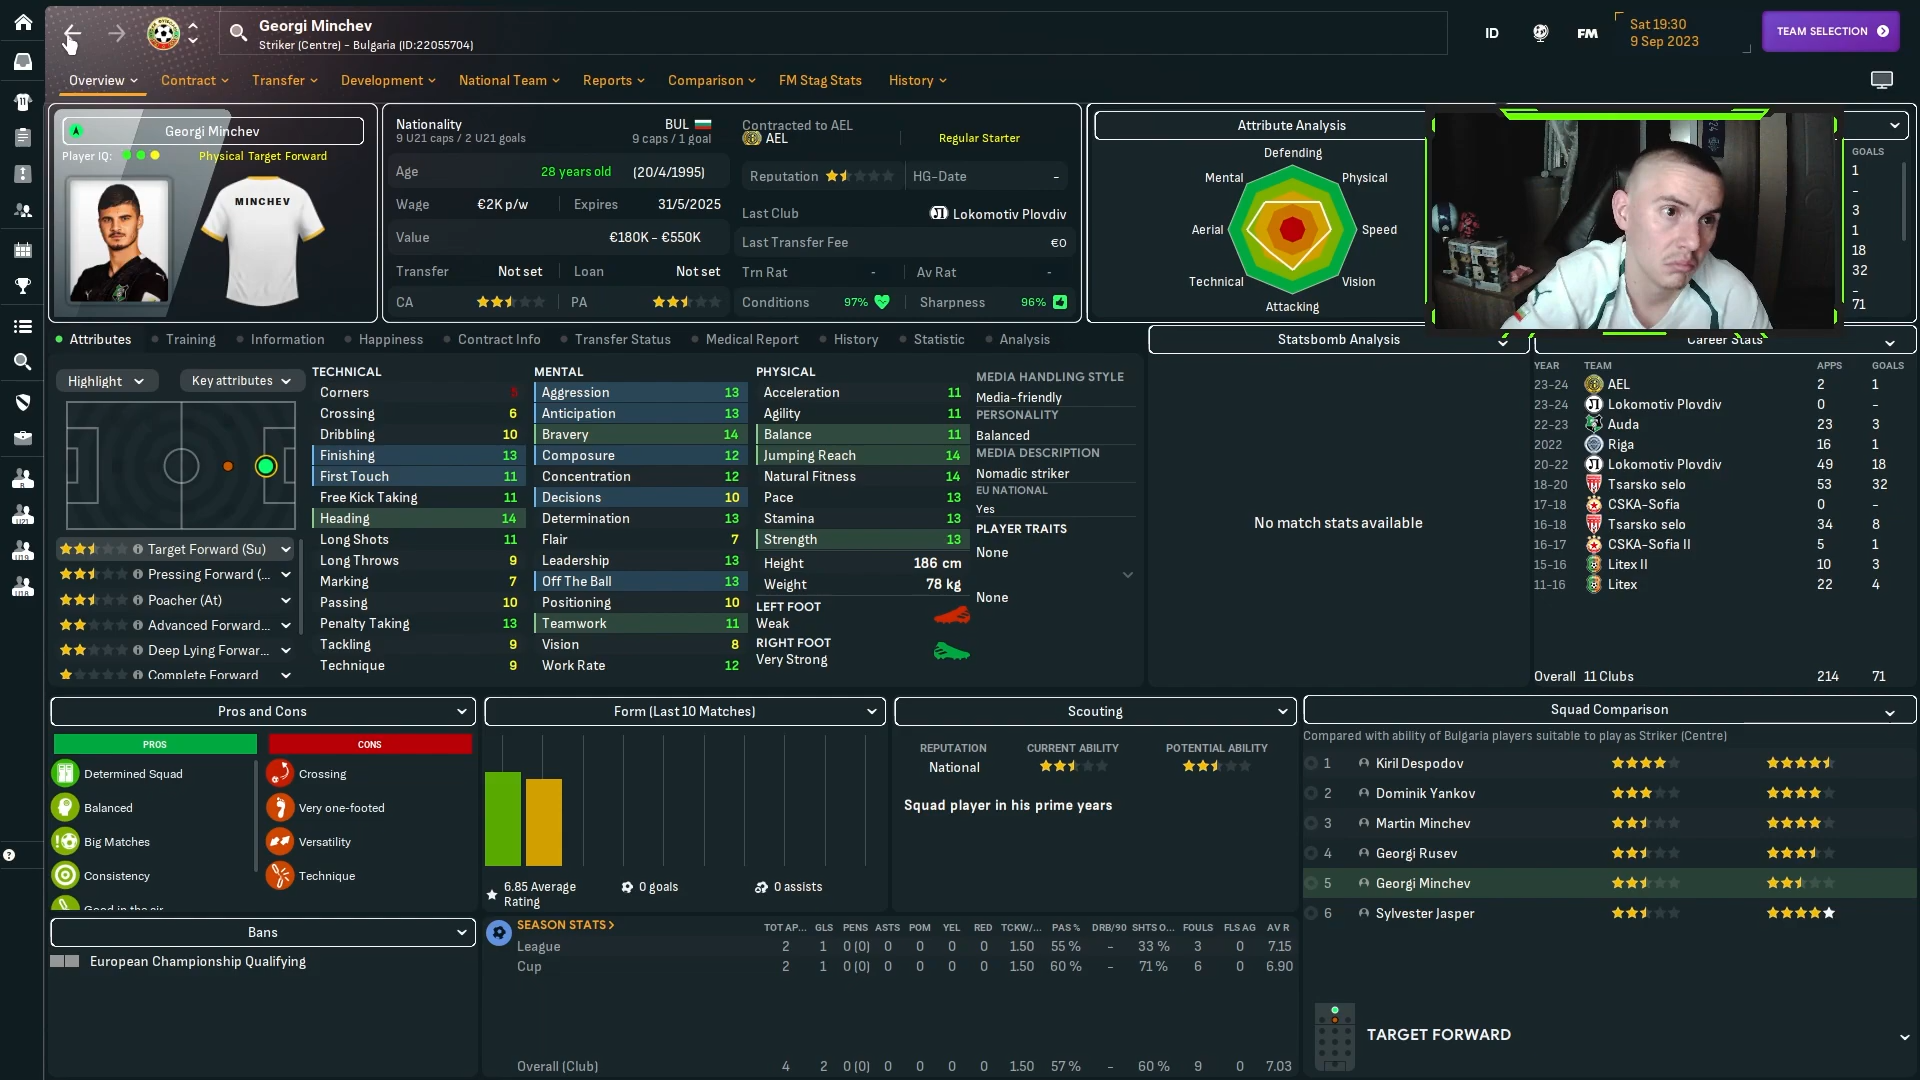 Georgi Minchev
Striker (Centre) - Bulgaria (ID:22055704)
ID
FM
Sat 19:30
9 Sep 2023
TEAM SELECTION
Overview
Contract
Transfer
Development
National Team
Reports
Comparison
FM Stag Stats
History
Georgi Minchev
Player IQ:
Physical Target Forward
MINCHEV
Nationality
BUL
9 U21 caps / 2 U21 goals
9 caps / 1 goal
Age
28 years old
(20/4/1995)
Wage
€2K p/w
Expires
31/5/2025
Value
€180K - €550K
Transfer
Not set
Loan
Not set
CA
PA
Contracted to AEL
AEL
Regular Starter
Reputation
HG-Date
-
Last Club
Lokomotiv Plovdiv
Last Transfer Fee
€0
Trn Rat
-
Av Rat
-
Conditions
97%
Sharpness
96%
Attribute Analysis
Defending
Mental
Physical
Aerial
Speed
Technical
Vision
Attacking
GOALS
1
-
3
1
18
32
-
71
Attributes
Training
Information
Happiness
Contract Info
Transfer Status
Medical Report
History
Statistic
Analysis
Highlight
Key attributes
Target Forward (Su)
Pressing Forward (...
Poacher (At)
Advanced Forward...
Deep Lying Forwar...
Complete Forward
TECHNICAL
Corners 5
Crossing 6
Dribbling 10
Finishing 13
First Touch 11
Free Kick Taking 11
Heading 14
Long Shots 11
Long Throws 9
Marking 7
Passing 10
Penalty Taking 13
Tackling 9
Technique 9
MENTAL
Aggression 13
Anticipation 13
Bravery 14
Composure 12
Concentration 12
Decisions 10
Determination 13
Flair 7
Leadership 13
Off The Ball 13
Positioning 10
Teamwork 11
Vision 8
Work Rate 12
PHYSICAL
Acceleration 11
Agility 11
Balance 11
Jumping Reach 14
Natural Fitness 14
Pace 13
Stamina 13
Strength 13
Height 186 cm
Weight 78 kg
LEFT FOOT
Weak
RIGHT FOOT
Very Strong
MEDIA HANDLING STYLE
Media-friendly
PERSONALITY
Balanced
MEDIA DESCRIPTION
Nomadic striker
EU NATIONAL
Yes
PLAYER TRAITS
None
None
Statsbomb Analysis
No match stats available
Career Stats
YEAR TEAM APPS GOALS
23-24 AEL 2 1
23-24 Lokomotiv Plovdiv 0 -
22-23 Auda 23 3
2022 Riga 16 1
20-22 Lokomotiv Plovdiv 49 18
18-20 Tsarsko selo 53 32
17-18 CSKA-Sofia 0 -
16-18 Tsarsko selo 34 8
16-17 CSKA-Sofia II 5 1
15-16 Litex II 10 3
11-16 Litex 22 4
Overall 11 Clubs 214 71
Pros and Cons
PROS
CONS
Determined Squad
Crossing
Balanced
Very one-footed
Big Matches
Versatility
Consistency
Technique
Good in the air
Bans
European Championship Qualifying
Form (Last 10 Matches)
6.85 Average Rating
0 goals
0 assists
Scouting
REPUTATION
CURRENT ABILITY
POTENTIAL ABILITY
National
Squad player in his prime years
SEASON STATS >
TOT AP... GLS PENS ASTS POM YEL RED TCKW/... PAS % DRB/90 SHTS O... FOULS FLS AG AV R
League 2 1 0 (0) 0 0 0 0 1.50 55 % - 33 % 3 0 7.15
Cup 2 1 0 (0) 0 0 0 0 1.50 60 % - 71 % 6 0 6.90
Overall (Club) 4 2 0 (0) 0 0 0 0 1.50 57 % - 60 % 9 0 7.03
Squad Comparison
Compared with ability of Bulgaria players suitable to play as Striker (Centre)
1 Kiril Despodov
2 Dominik Yankov
3 Martin Minchev
4 Georgi Rusev
5 Georgi Minchev
6 Sylvester Jasper
TARGET FORWARD